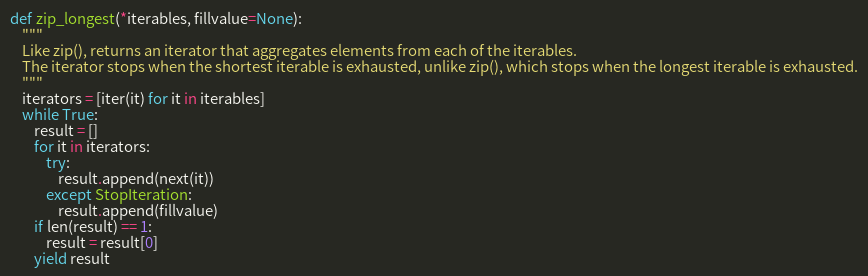 def zip_longest(*iterables, fillvalue=None):
"""
Like zip(), returns an iterator that aggregates elements from each of the iterables.
The iterator stops when the shortest iterable is exhausted, unlike zip(), which stops when the longest iterable is exhausted.
"""
iterators = [iter(it) for it in iterables]
while True:
result = []
for it in iterators:
try:
result.append(next(it))
except StopIteration:
result.append(fillvalue)
if len(result) == 1:
result = result[0]
yield result